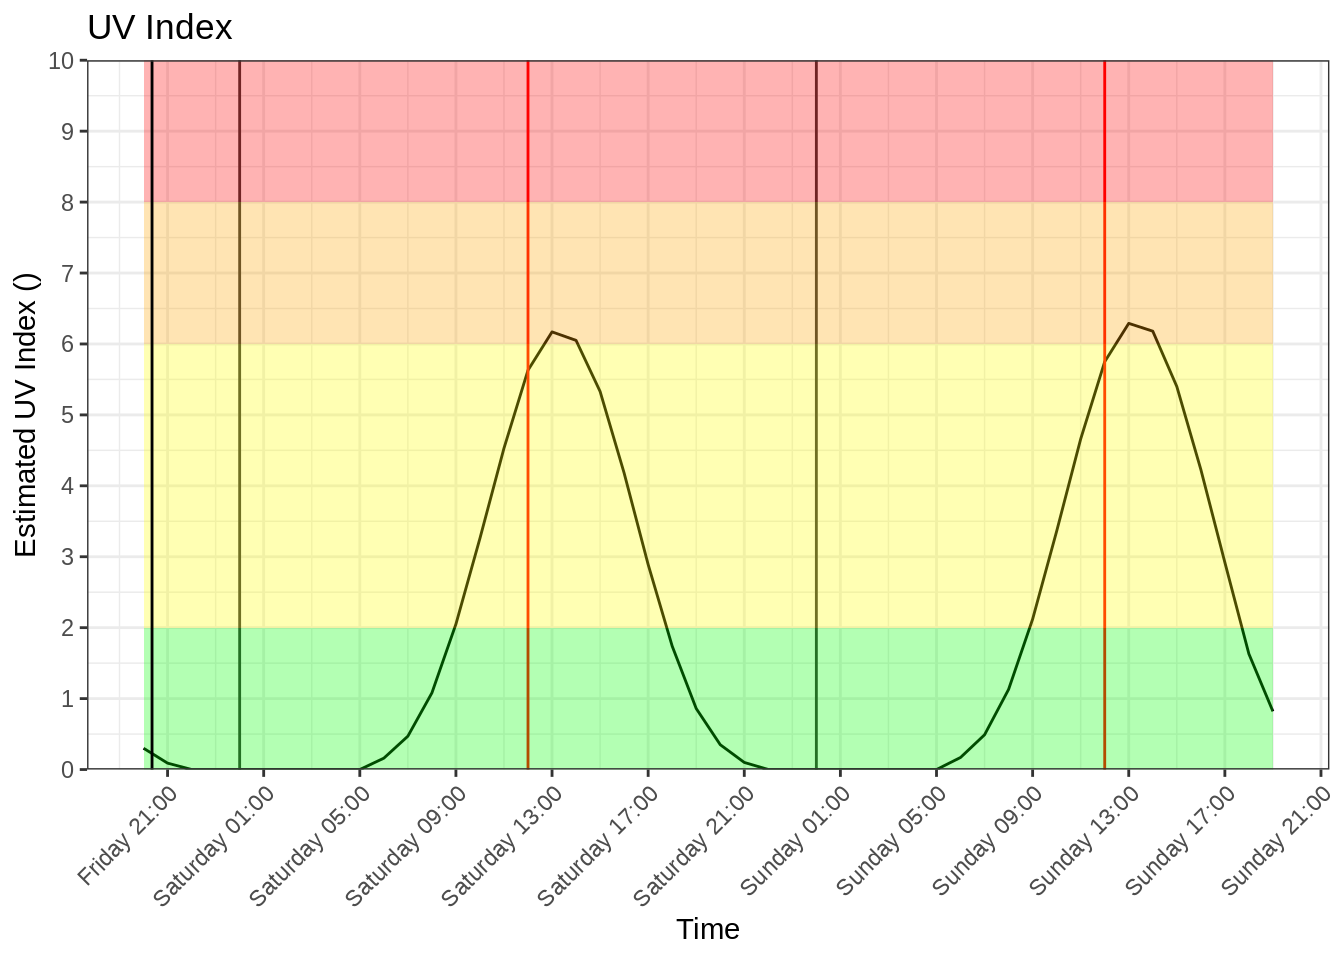 UV Index
Estimated UV Index ()
10
9
8
7
6
5
4
3
2
1
0
Friday 21:00
Saturday 01:00
Saturday 05:00
Saturday 09:00
Saturday 13:00
Saturday 17:00
Saturday 21:00
Sunday 01:00
Sunday 05:00
Sunday 09:00
Sunday 13:00
Sunday 17:00
Sunday 21:00
Time